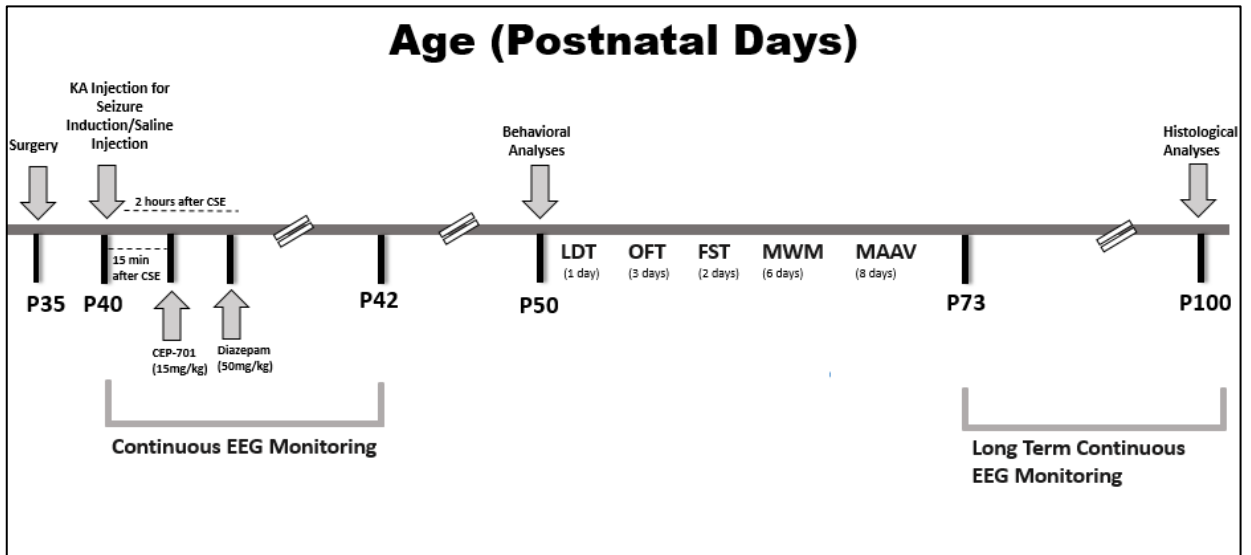 Age (Postnatal Days)
KA Injection for
Seizure
Induction/Saline
Injection
Surgery
Behavioral
Analyses
Histological
Analyses
2 hours after CSE
15 min
after CSE
LDT
(1 day)
OFT
(3 days)
FST
(2 days)
MWM
(6 days)
MAAV
(8 days)
P35
P40
P42
P50
P73
P100
CEP-701
(15mg/kg)
Diazepam
(50mg/kg)
Continuous EEG Monitoring
Long Term Continuous
EEG Monitoring